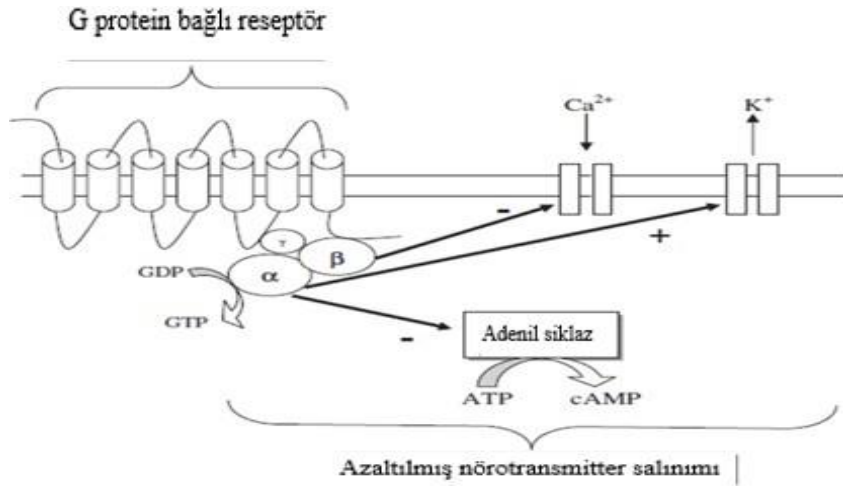 G protein bağlı reseptör
Ca²⁺
K⁺
-
+
γ
β
α
GDP
GTP
-
Adenil siklaz
ATP
cAMP
Azaltılmış nörotransmitter salınımı